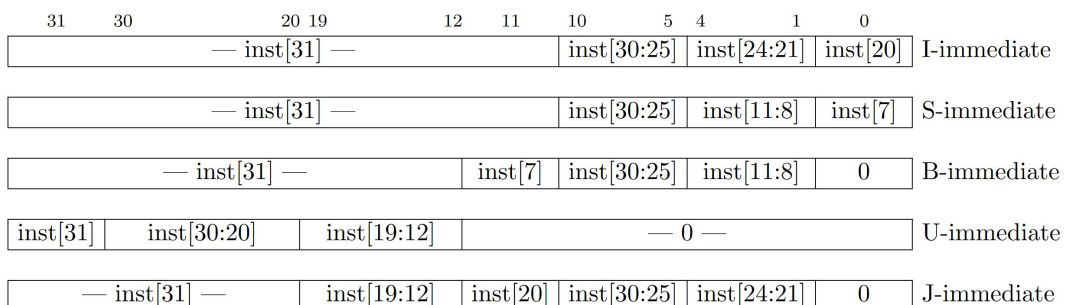 31 30 20 19 12 11 10 5 4 1 0
— inst[31] — inst[30:25] inst[24:21] inst[20] I-immediate
— inst[31] — inst[30:25] inst[11:8] inst[7] S-immediate
— inst[31] — inst[7] inst[30:25] inst[11:8] 0 B-immediate
inst[31] inst[30:20] inst[19:12] — 0 — U-immediate
— inst[31] — inst[19:12] inst[20] inst[30:25] inst[24:21] 0 J-immediate